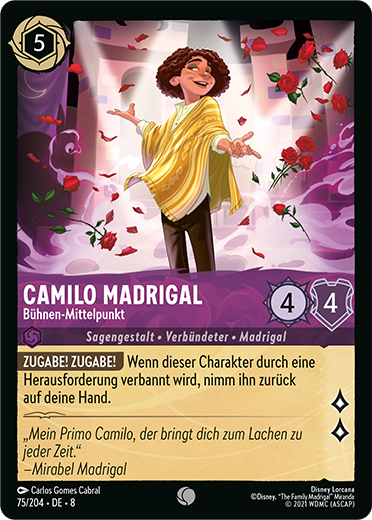 5
CAMILO MADRIGAL
Bühnen-Mittelpunkt
4
4
Sagengestalt • Verbündeter • Madrigal
ZUGABE! ZUGABE! Wenn dieser Charakter durch eine
Herausforderung verbannt wird, nimm ihn zurück
auf deine Hand.
„Mein Primo Camilo, der bringt dich zum Lachen zu
jeder Zeit.“
–Mirabel Madrigal
Carlos Gomes Cabral
75/204 • DE • 8
Disney Lorcana
©Disney. "The Family Madrigal" Miranda
© 2021 WDMC (ASCAP)